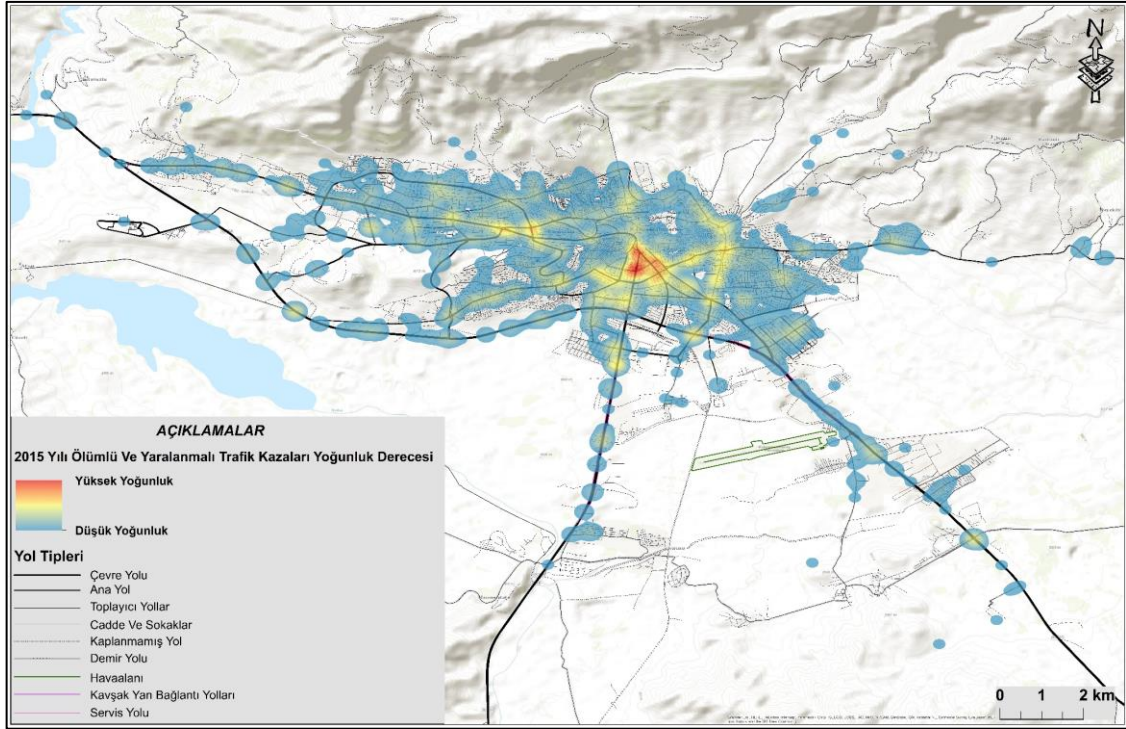 N
AÇIKLAMALAR
2015 Yılı Ölümlü Ve Yaralanmalı Trafik Kazaları Yoğunluk Derecesi
Yüksek Yoğunluk
Düşük Yoğunluk
Yol Tipleri
Çevre Yolu
Ana Yol
Toplayıcı Yollar
Cadde Ve Sokaklar
Kaplanmamış Yol
Demir Yolu
Havaalanı
Kavşak Yan Bağlantı Yolları
Servis Yolu
0 1 2 km